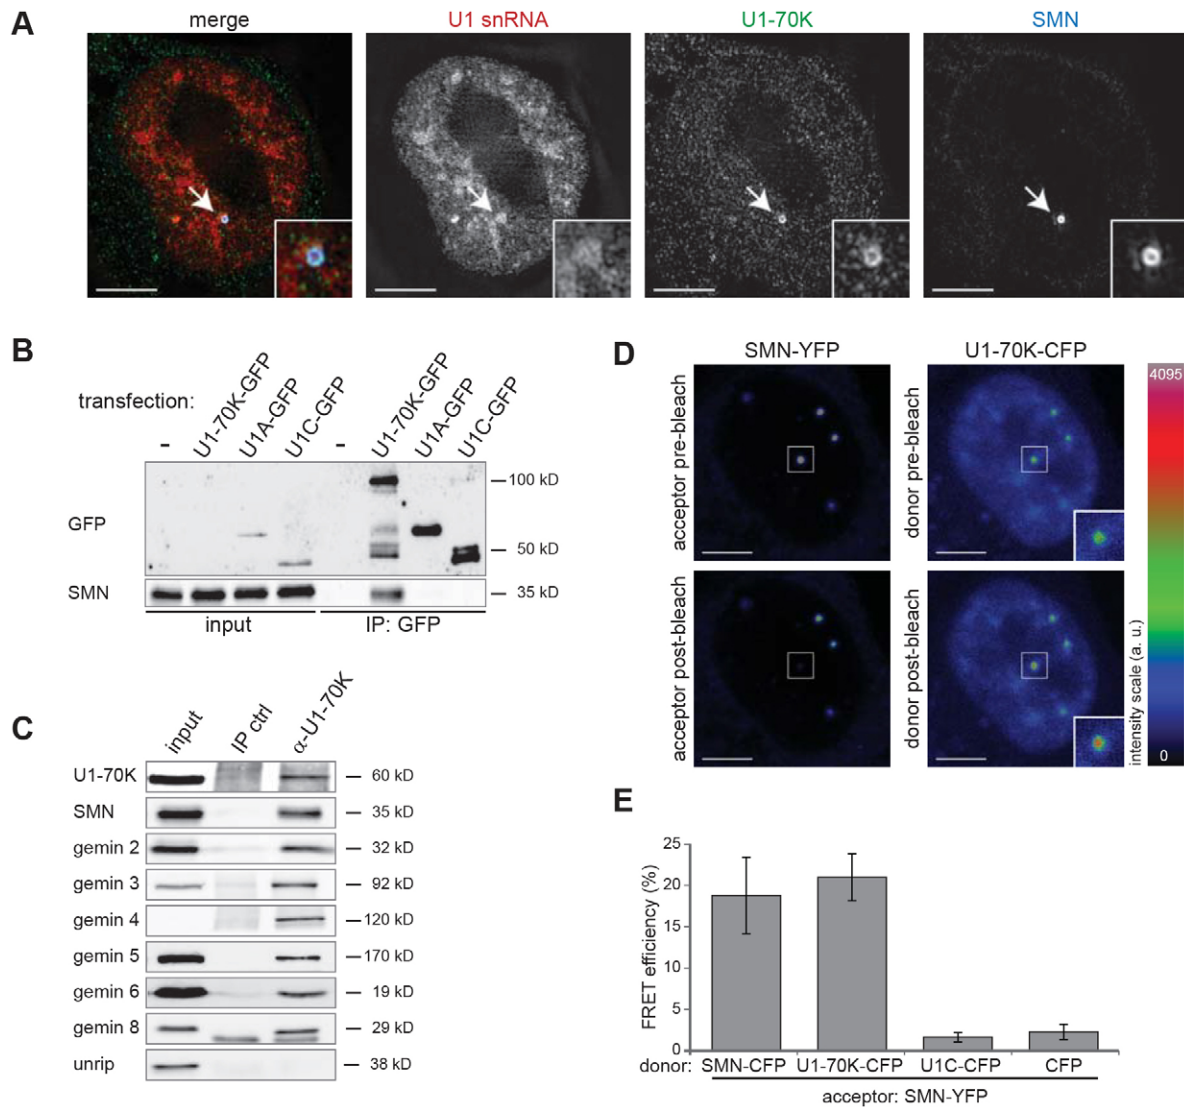 A
merge
U1 snRNA
U1-70K
SMN
B
transfection:
-
U1-70K-GFP
U1A-GFP
U1C-GFP
-
U1-70K-GFP
U1A-GFP
U1C-GFP
GFP
100 kD
50 kD
SMN
35 kD
input
IP: GFP
C
input
IP ctrl
α-U1-70K
U1-70K
60 kD
SMN
35 kD
gemin 2
32 kD
gemin 3
92 kD
gemin 4
120 kD
gemin 5
170 kD
gemin 6
19 kD
gemin 8
29 kD
unrip
38 kD
D
SMN-YFP
U1-70K-CFP
acceptor pre-bleach
donor pre-bleach
acceptor post-bleach
donor post-bleach
4095
intensity scale (a. u.)
0
E
FRET efficiency (%)
25
20
15
10
5
0
donor: SMN-CFP U1-70K-CFP U1C-CFP CFP
acceptor: SMN-YFP